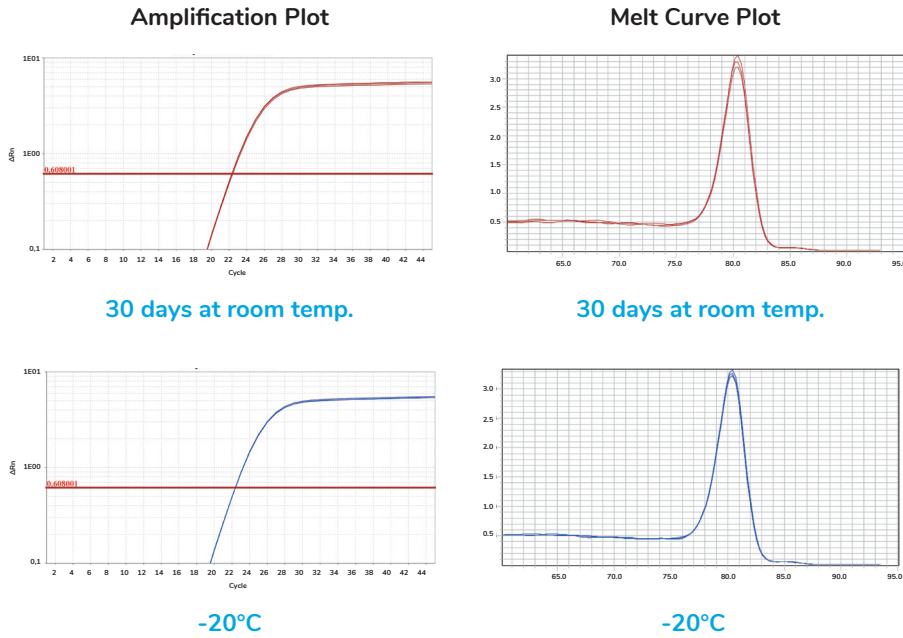 Amplification Plot
Melt Curve Plot
1E01
1E00
0,1
ΔRn
0.608001
2 4 6 8 10 12 14 16 18 20 22 24 26 28 30 32 34 36 38 40 42 44
Cycle
3.0
2.5
2.0
1.5
1.0
0.5
65.0 70.0 75.0 80.0 85.0 90.0 95.0
30 days at room temp.
30 days at room temp.
1E01
1E00
0,1
ΔRn
0.608001
2 4 6 8 10 12 14 16 18 20 22 24 26 28 30 32 34 36 38 40 42 44
Cycle
3.0
2.5
2.0
1.5
1.0
0.5
65.0 70.0 75.0 80.0 85.0 90.0 95.0
-20°C
-20°C